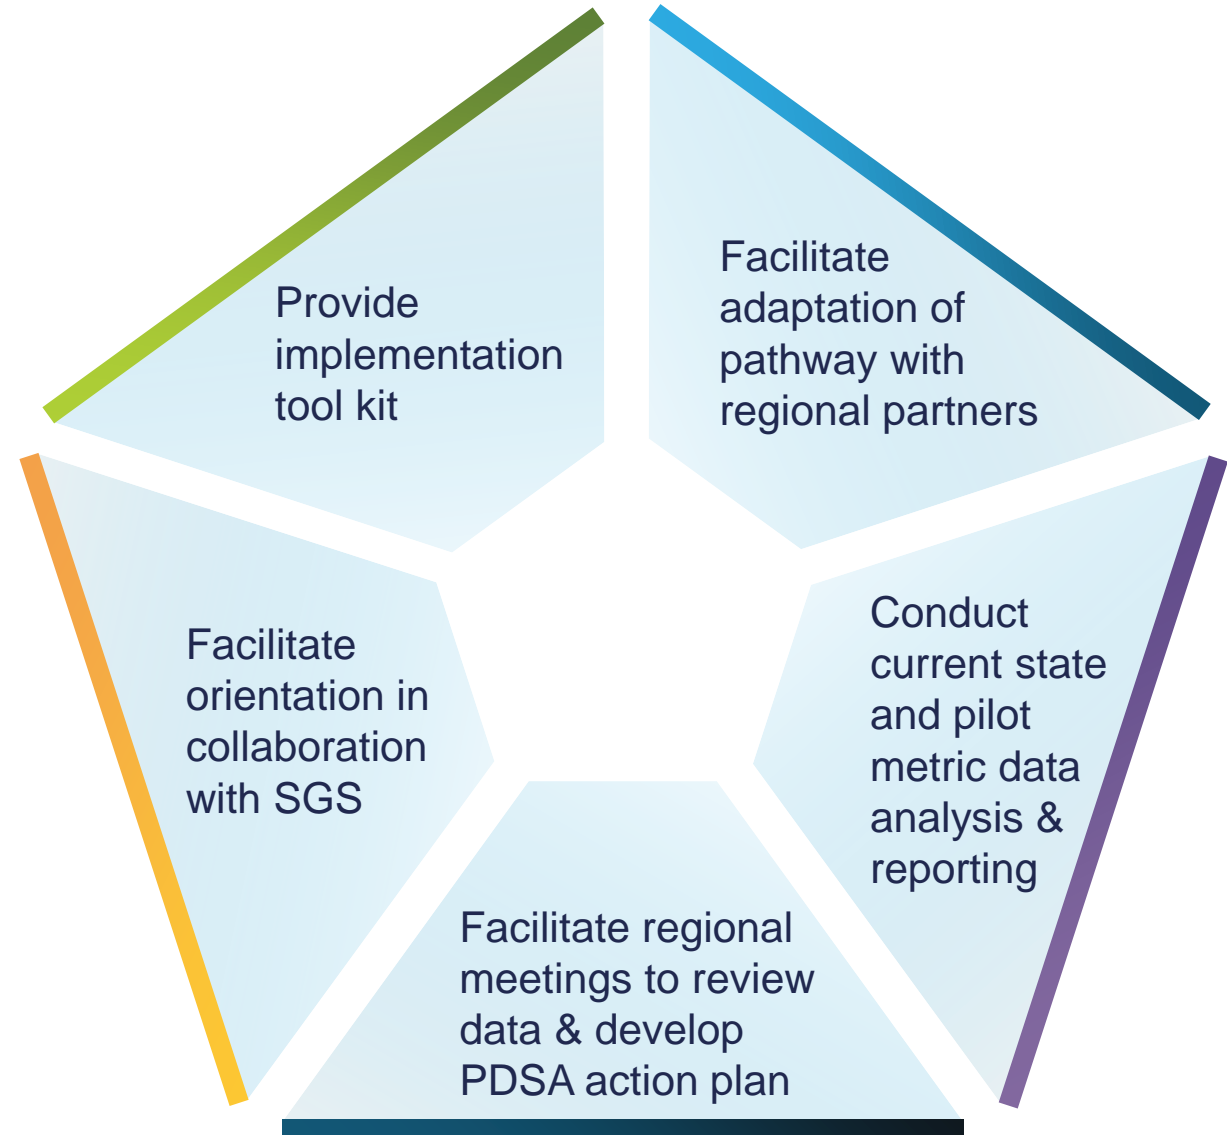 Provide
implementation
tool kit
Facilitate
adaptation of
pathway with
regional partners
Conduct
current state
and pilot
metric data
analysis &
reporting
Facilitate regional
meetings to review
data & develop
PDSA action plan
Facilitate
orientation in
collaboration
with SGS